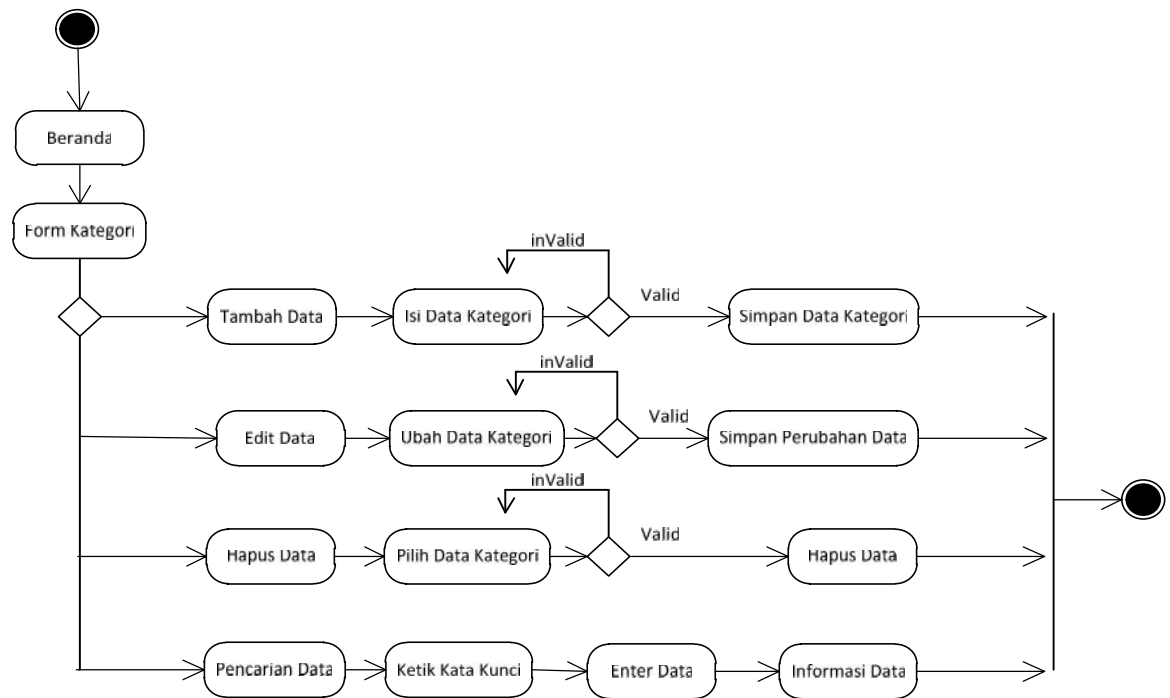 Beranda
Form Kategori
inValid
Tambah Data
Isi Data Kategori
Valid
Simpan Data Kategori
inValid
Edit Data
Ubah Data Kategori
Valid
Simpan Perubahan Data
inValid
Hapus Data
Pilih Data Kategori
Valid
Hapus Data
Pencarian Data
Ketik Kata Kunci
Enter Data
Informasi Data